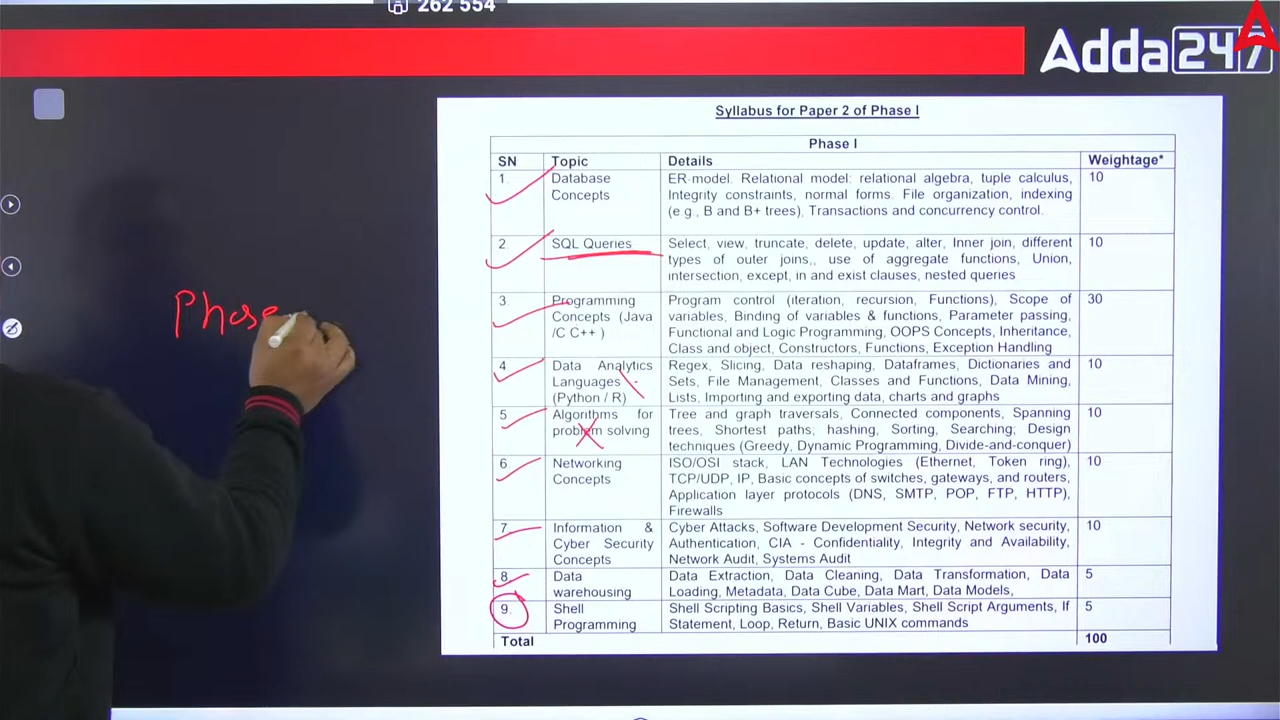 262 554
Adda 247
Syllabus for Paper 2 of Phase I
Phase I
SN Topic Details Weightage*
1. Database Concepts ER-model. Relational model: relational algebra, tuple calculus, 10
Integrity constraints, normal forms. File organization, indexing
(e.g., B and B+ trees), Transactions and concurrency control.
2. SQL Queries Select, view, truncate, delete, update, alter, Inner join, different 10
types of outer joins,, use of aggregate functions, Union,
intersection, except, in and exist clauses, nested queries
3 Programming Program control (iteration, recursion, Functions), Scope of 30
Concepts (Java variables, Binding of variables & functions, Parameter passing,
/C C++ ) Functional and Logic Programming, OOPS Concepts, Inheritance,
Class and object, Constructors, Functions, Exception Handling
4 Data Analytics Regex, Slicing, Data reshaping, Dataframes, Dictionaries and 10
Languages Sets, File Management, Classes and Functions, Data Mining,
(Python / R) Lists, Importing and exporting data, charts and graphs
5 Algorithms for Tree and graph traversals, Connected components, Spanning 10
problem solving trees, Shortest paths; hashing, Sorting, Searching; Design
techniques (Greedy, Dynamic Programming, Divide-and-conquer)
6 Networking ISO/OSI stack, LAN Technologies (Ethernet, Token ring), 10
Concepts TCP/UDP, IP, Basic concepts of switches, gateways, and routers,
Application layer protocols (DNS, SMTP, POP, FTP, HTTP),
Firewalls
7 Information & Cyber Attacks, Software Development Security, Network security, 10
Cyber Security Authentication, CIA - Confidentiality, Integrity and Availability,
Concepts Network Audit, Systems Audit
8 Data Data Extraction, Data Cleaning, Data Transformation, Data 5
warehousing Loading, Metadata, Data Cube, Data Mart, Data Models,
9. Shell Shell Scripting Basics, Shell Variables, Shell Script Arguments, If 5
Programming Statement, Loop, Return, Basic UNIX commands
Total 100
Phase